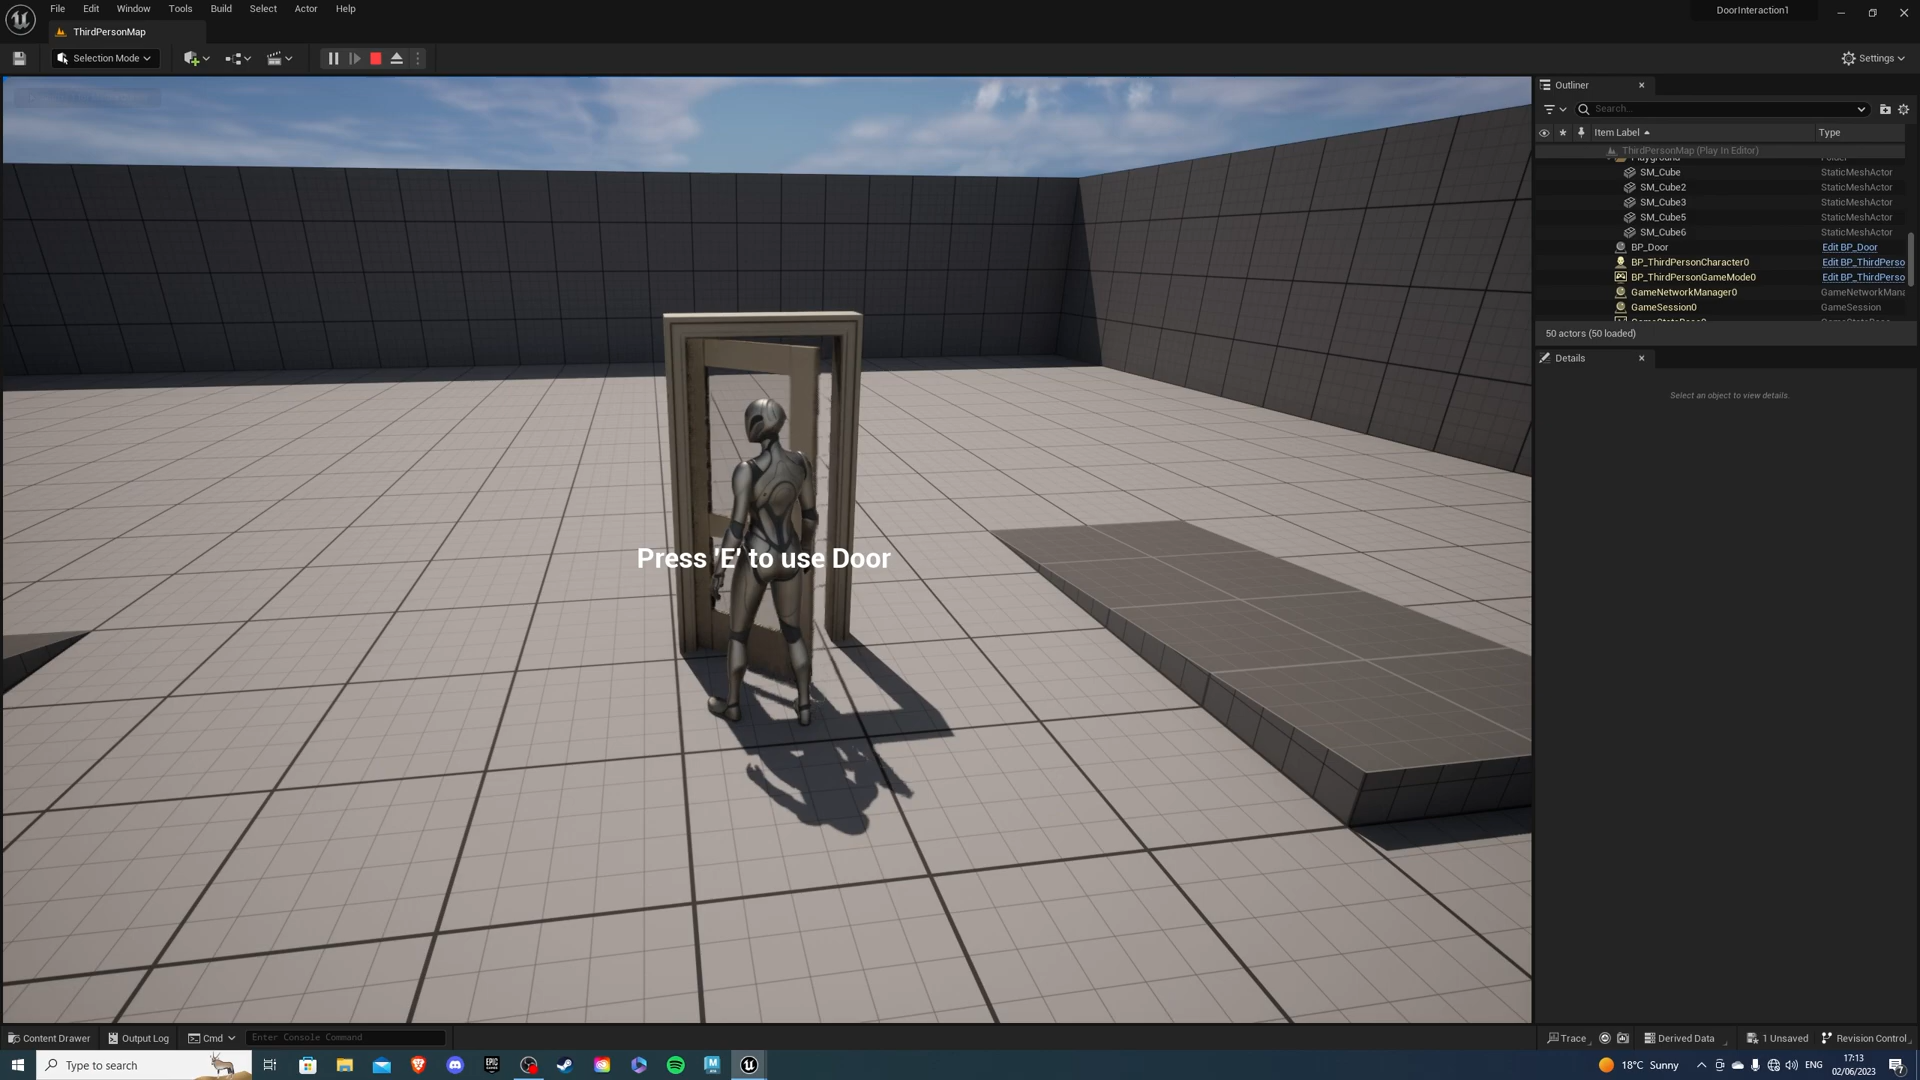 File Edit Window Tools Build Select Actor Help
DoorInteraction1
ThirdPersonMap
Selection Mode
Settings
Outliner
Search...
Item Label Type
ThirdPersonMap (Play In Editor)
SM_Cube StaticMeshActor
SM_Cube2 StaticMeshActor
SM_Cube3 StaticMeshActor
SM_Cube5 StaticMeshActor
SM_Cube6 StaticMeshActor
BP_Door Edit BP_Door
BP_ThirdPersonCharacter0 Edit BP_ThirdPerso
BP_ThirdPersonGameMode0 Edit BP_ThirdPerso
GameNetworkManager0 GameNetworkMana
GameSession0 GameSession
50 actors (50 loaded)
Details
Select an object to view details.
Press 'E' to use Door
Content Drawer Output Log Cmd Enter Console Command
Trace Derived Data 1 Unsaved Revision Control
Type to search
EPIC GAMES
18°C Sunny
ENG
17:13
02/06/2023
7